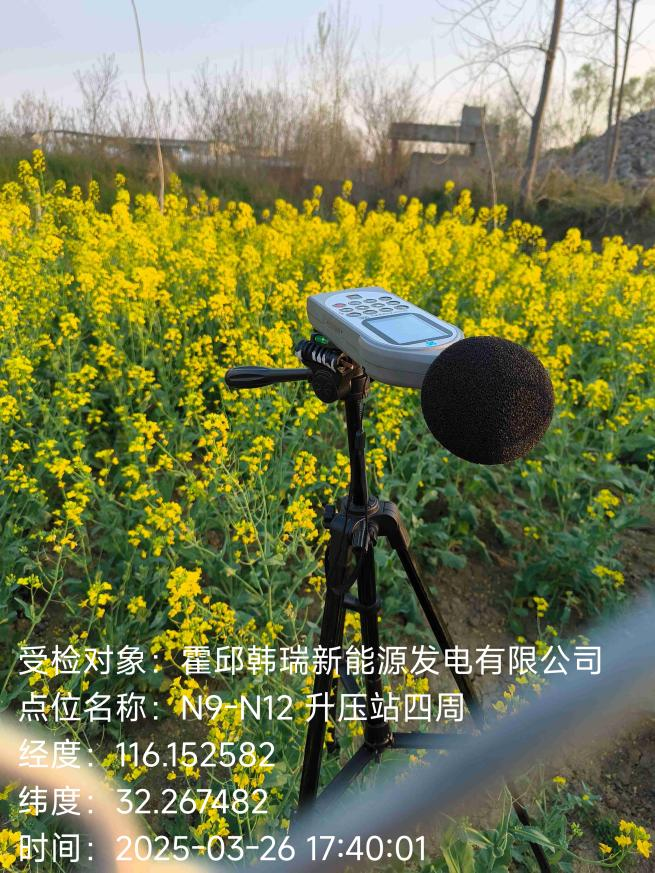 受检对象：霍邱韩瑞新能源发电有限公司
点位名称：N9-N12 升压站四周
经度：116.152582
纬度：32.267482
时间：2025-03-26 17:40:01